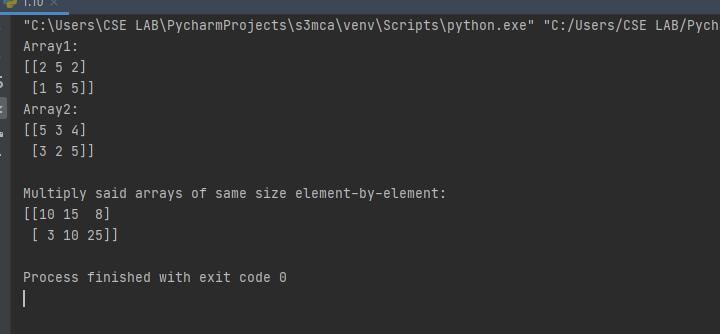 1.10
"C:\Users\CSE LAB\PycharmProjects\s3mca\venv\Scripts\python.exe" "C:/Users/CSE LAB/Pych
Array1:
[[2 5 2]
 [1 5 5]]
Array2:
[[5 3 4]
 [3 2 5]]
Multiply said arrays of same size element-by-element:
[[10 15  8]
 [ 3 10 25]]
Process finished with exit code 0